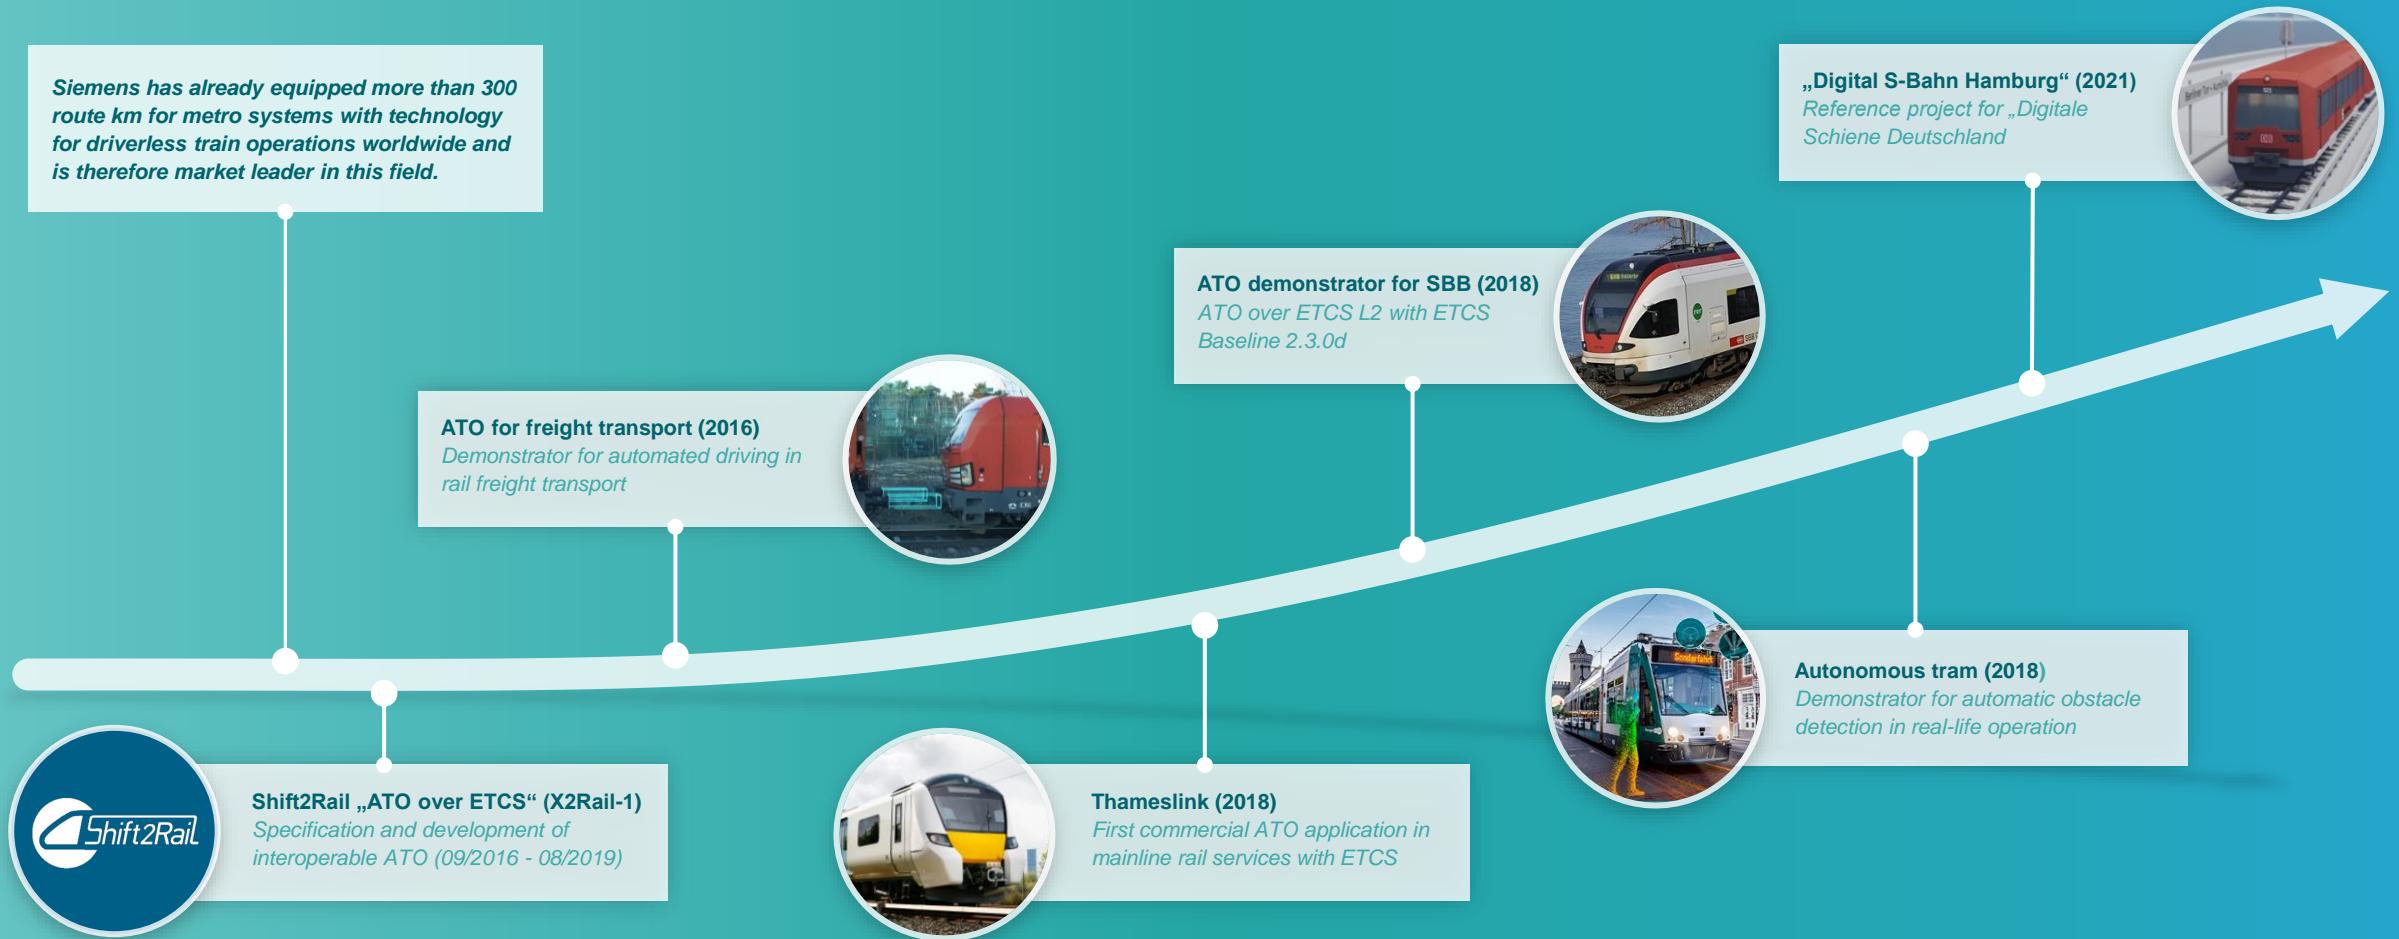 Siemens has already equipped more than 300
route km for metro systems with technology
for driverless train operations worldwide and
is therefore market leader in this field.
Shift2Rail
Shift2Rail „ATO over ETCS“ (X2Rail-1)
Specification and development of
interoperable ATO (09/2016 - 08/2019)
ATO for freight transport (2016)
Demonstrator for automated driving in
rail freight transport
Thameslink (2018)
First commercial ATO application in
mainline rail services with ETCS
ATO demonstrator for SBB (2018)
ATO over ETCS L2 with ETCS
Baseline 2.3.0d
Sonderfahrt
Autonomous tram (2018)
Demonstrator for automatic obstacle
detection in real-life operation
„Digital S-Bahn Hamburg“ (2021)
Reference project for „Digitale
Schiene Deutschland